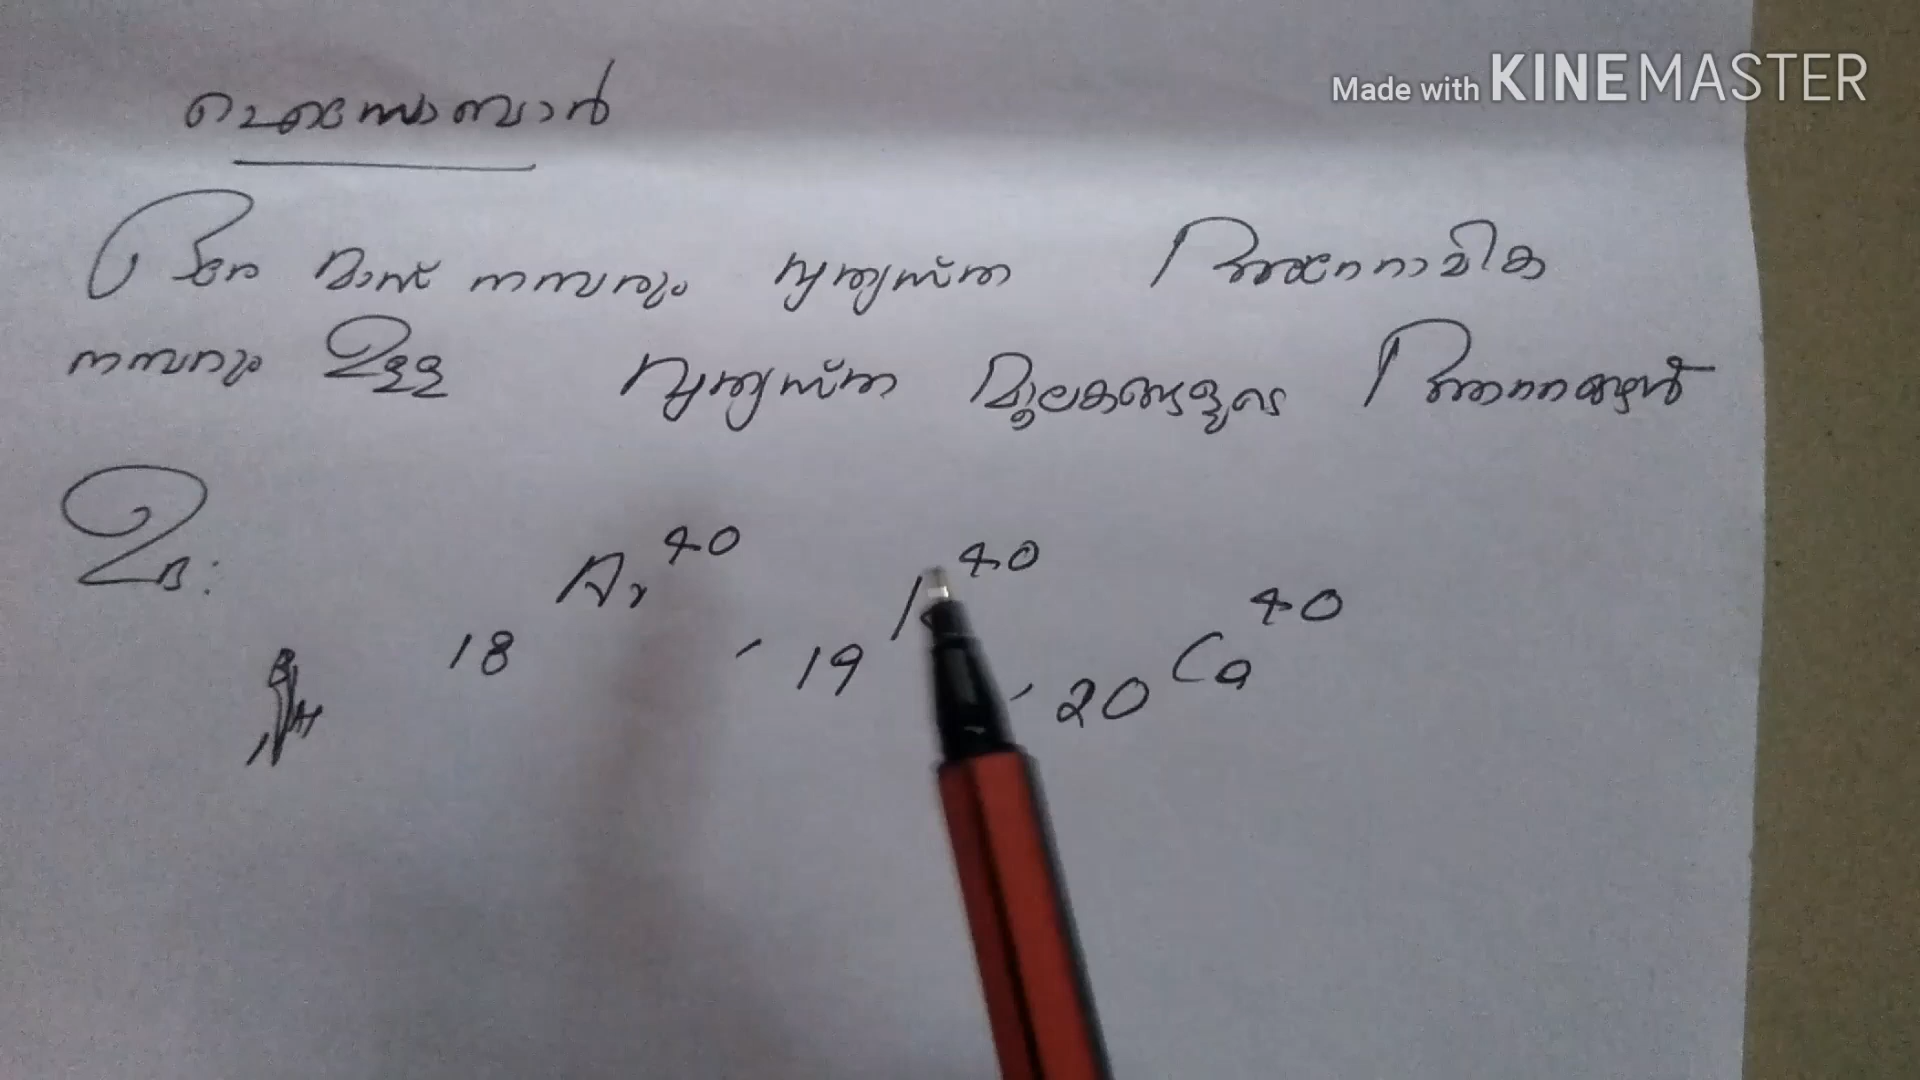 Made with KINEMASTER
ഐസോബാർ
ഒരേ മാസ് നമ്പരും വ്യത്യസ്ത അറ്റോമിക
നമ്പറും ഉള്ള വ്യത്യസ്ത മൂലകങ്ങളുടെ ആറ്റങ്ങൾ
ഉദാ:
18 Ar 40 , 19 K 40 , 20 Ca 40